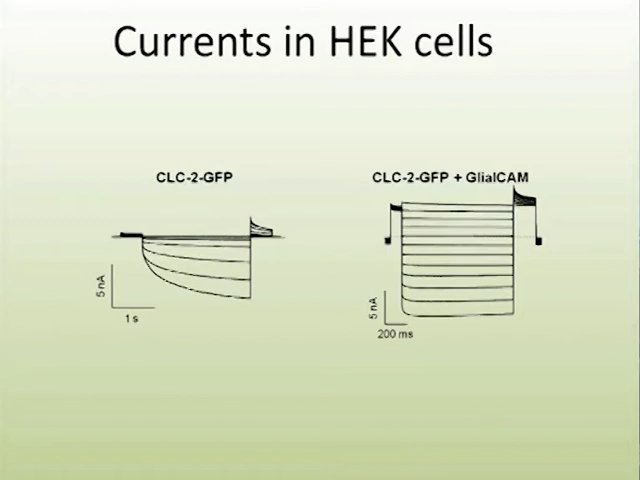 Currents in HEK cells
CLC-2-GFP
CLC-2-GFP + GlialCAM
5 nA
1 s
5 nA
200 ms